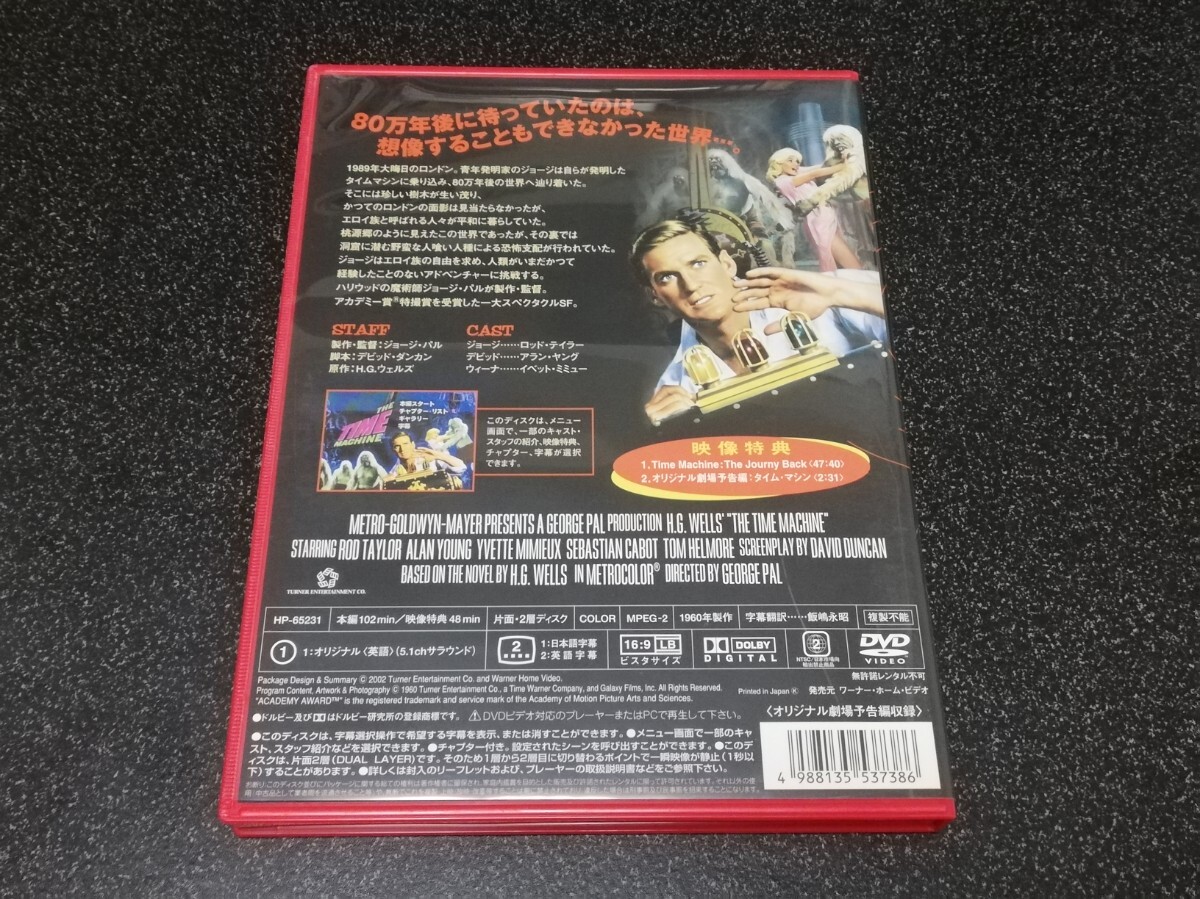 80万年後に待っていたのは、
想像することもできなかった世界…。
1989年大晦日のロンドン。青年発明家のジョージは自らが発明した
タイムマシンに乗り込み、80万年後の世界へ辿り着いた。
そこには珍しい樹木が生い茂り、
かつてのロンドンの面影は見当たらなかったが、
エロイ族と呼ばれる人々が平和に暮らしていた。
桃源郷のように見えたこの世界であったが、その裏では
洞窟に潜む野蛮な人喰い人種による恐怖支配が行われていた。
ジョージはエロイ族の自由を求め、人類がいまだかつて
経験したことのないアドベンチャーに挑戦する。
ハリウッドの魔術師ジョージ・パルが製作・監督。
アカデミー賞®特撮賞を受賞した一大スペクタクルSF。
STAFF
製作・監督:ジョージ・パル
脚本:デビッド・ダンカン
原作:H.G.ウェルズ
CAST
ジョージ……ロッド・テイラー
デビッド……アラン・ヤング
ウィーナ……イベット・ミミュー
THE
TIME
MACHINE
本編スタート
チャプター・リスト
ギャラリー
字幕
このディスクは、メニュー
画面で、一部のキャスト・
スタッフの紹介、映像特典、
チャプター、字幕が選択
できます。
映像特典
1. Time Machine:The Journy Back〈47:40〉
2. オリジナル劇場予告編:タイム・マシン〈2:31〉
METRO-GOLDWYN-MAYER PRESENTS A GEORGE PAL PRODUCTION H.G. WELLS' "THE TIME MACHINE"
STARRING ROD TAYLOR ALAN YOUNG YVETTE MIMIEUX SEBASTIAN CABOT TOM HELMORE SCREENPLAY BY DAVID DUNCAN
BASED ON THE NOVEL BY H.G. WELLS IN METROCOLOR® DIRECTED BY GEORGE PAL
TURNER ENTERTAINMENT CO.
HP-65231 本編102min/映像特典48min 片面・2層ディスク COLOR MPEG-2 1960年製作 字幕翻訳……飯嶋永昭 複製不能
1 1:オリジナル〈英語〉(5.1chサラウンド)
2 1:日本語字幕
2:英語字幕
16:9 LB
ビスタサイズ
DOLBY
DIGITAL
2
NTSC/日本市場向
輸出禁止商品
DVD
VIDEO
無許諾レンタル不可
Package Design & Summary © 2002 Turner Entertainment Co. and Warner Home Video.
Program Content, Artwork & Photography © 1960 Turner Entertainment Co., a Time Warner Company, and Galaxy Films, Inc. All Rights Reserved.
"ACADEMY AWARD™" is the registered trademark and service mark of the Academy of Motion Picture Arts and Sciences.
Printed in Japan Ⓚ 発売元 ワーナー・ホーム・ビデオ
●ドルビー及びはドルビー研究所の登録商標です。 ⚠DVDビデオ対応のプレーヤーまたはPCで再生して下さい。
〈オリジナル劇場予告編収録〉
●このディスクは、字幕選択操作で希望する字幕を表示、または消すことができます。●メニュー画面で一部のキャ
スト、スタッフ紹介などを選択できます。●チャプター付き。設定されたシーンを呼び出すことができます。●このディ
スクは、片面2層(DUAL LAYER)です。そのため1層から2層目に切り替わるポイントで一瞬映像が静止(1秒以
下)することがあります。●詳しくは封入のリーフレットおよび、プレーヤーの取扱説明書などをご参照下さい。
4 988135 537386